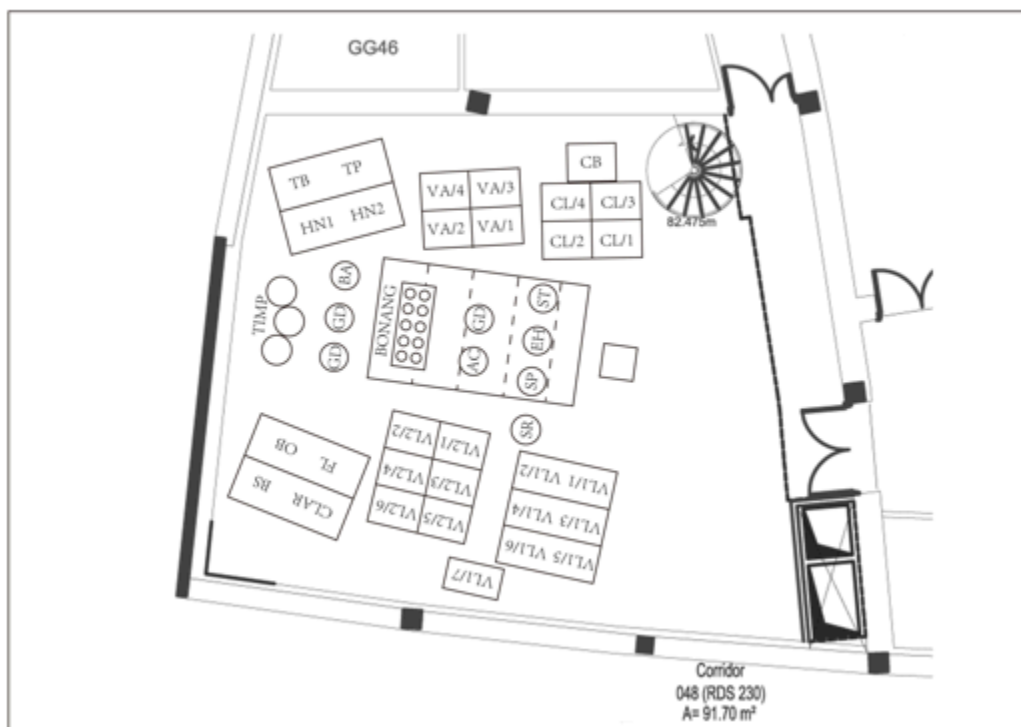 GG46
TB TP
HN1 HN2
VA/4 VA/3
VA/2 VA/1
CB
CL/4 CL/3
CL/2 CL/1
82.475m
TIMP
BA
GD
GD
BONANG
GD
AC
ST
EH
SP
SR
FL OB
CLAR BS
VL2/1 VL2/2
VL2/3 VL2/4
VL2/5 VL2/6
VL1/1 VL1/2
VL1/3 VL1/4
VL1/5 VL1/6
VL1/7
Corridor
048 (RDS 230)
A= 91.70 m²